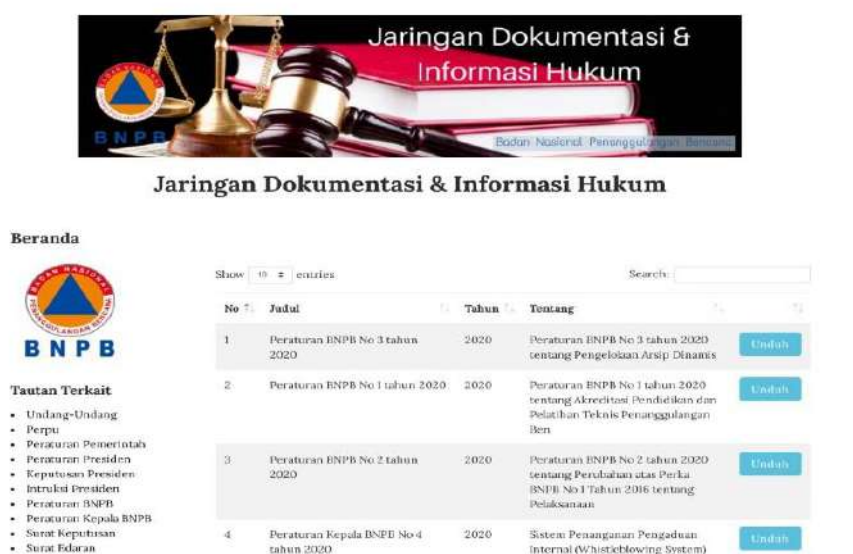 Jaringan Dokumentasi &
Informasi Hukum
BNPB
Badan Nasional Penanggulangan Bencana
Jaringan Dokumentasi & Informasi Hukum
Beranda
BADAN NASIONAL
PENANGGULANGAN BENCANA
BNPB
Tautan Terkait
• Undang-Undang
• Perpu
• Peraturan Pemerintah
• Peraturan Presiden
• Keputusan Presiden
• Intruksi Presiden
• Peraturan BNPB
• Peraturan Kepala BNPB
• Surat Keputusan
• Surat Edaran
Show 10 entries
Search:
No Judul Tahun Tentang
1 Peraturan BNPB No 3 tahun 2020 Peraturan BNPB No 3 tahun 2020 Unduh
2020 tentang Pengelolaan Arsip Dinamis
2 Peraturan BNPB No 1 tahun 2020 2020 Peraturan BNPB No 1 tahun 2020 Unduh
tentang Akreditasi Pendidikan dan
Pelatihan Teknis Penanggulangan
Ben
3 Peraturan BNPB No 2 tahun 2020 Peraturan BNPB No 2 tahun 2020 Unduh
2020 tentang Perubahan atas Perka
BNPB No 1 Tahun 2016 tentang
Pelaksanaan
4 Peraturan Kepala BNPB No 4 2020 Sistem Penanganan Pengaduan Unduh
tahun 2020 Internal (Whistleblowing System)